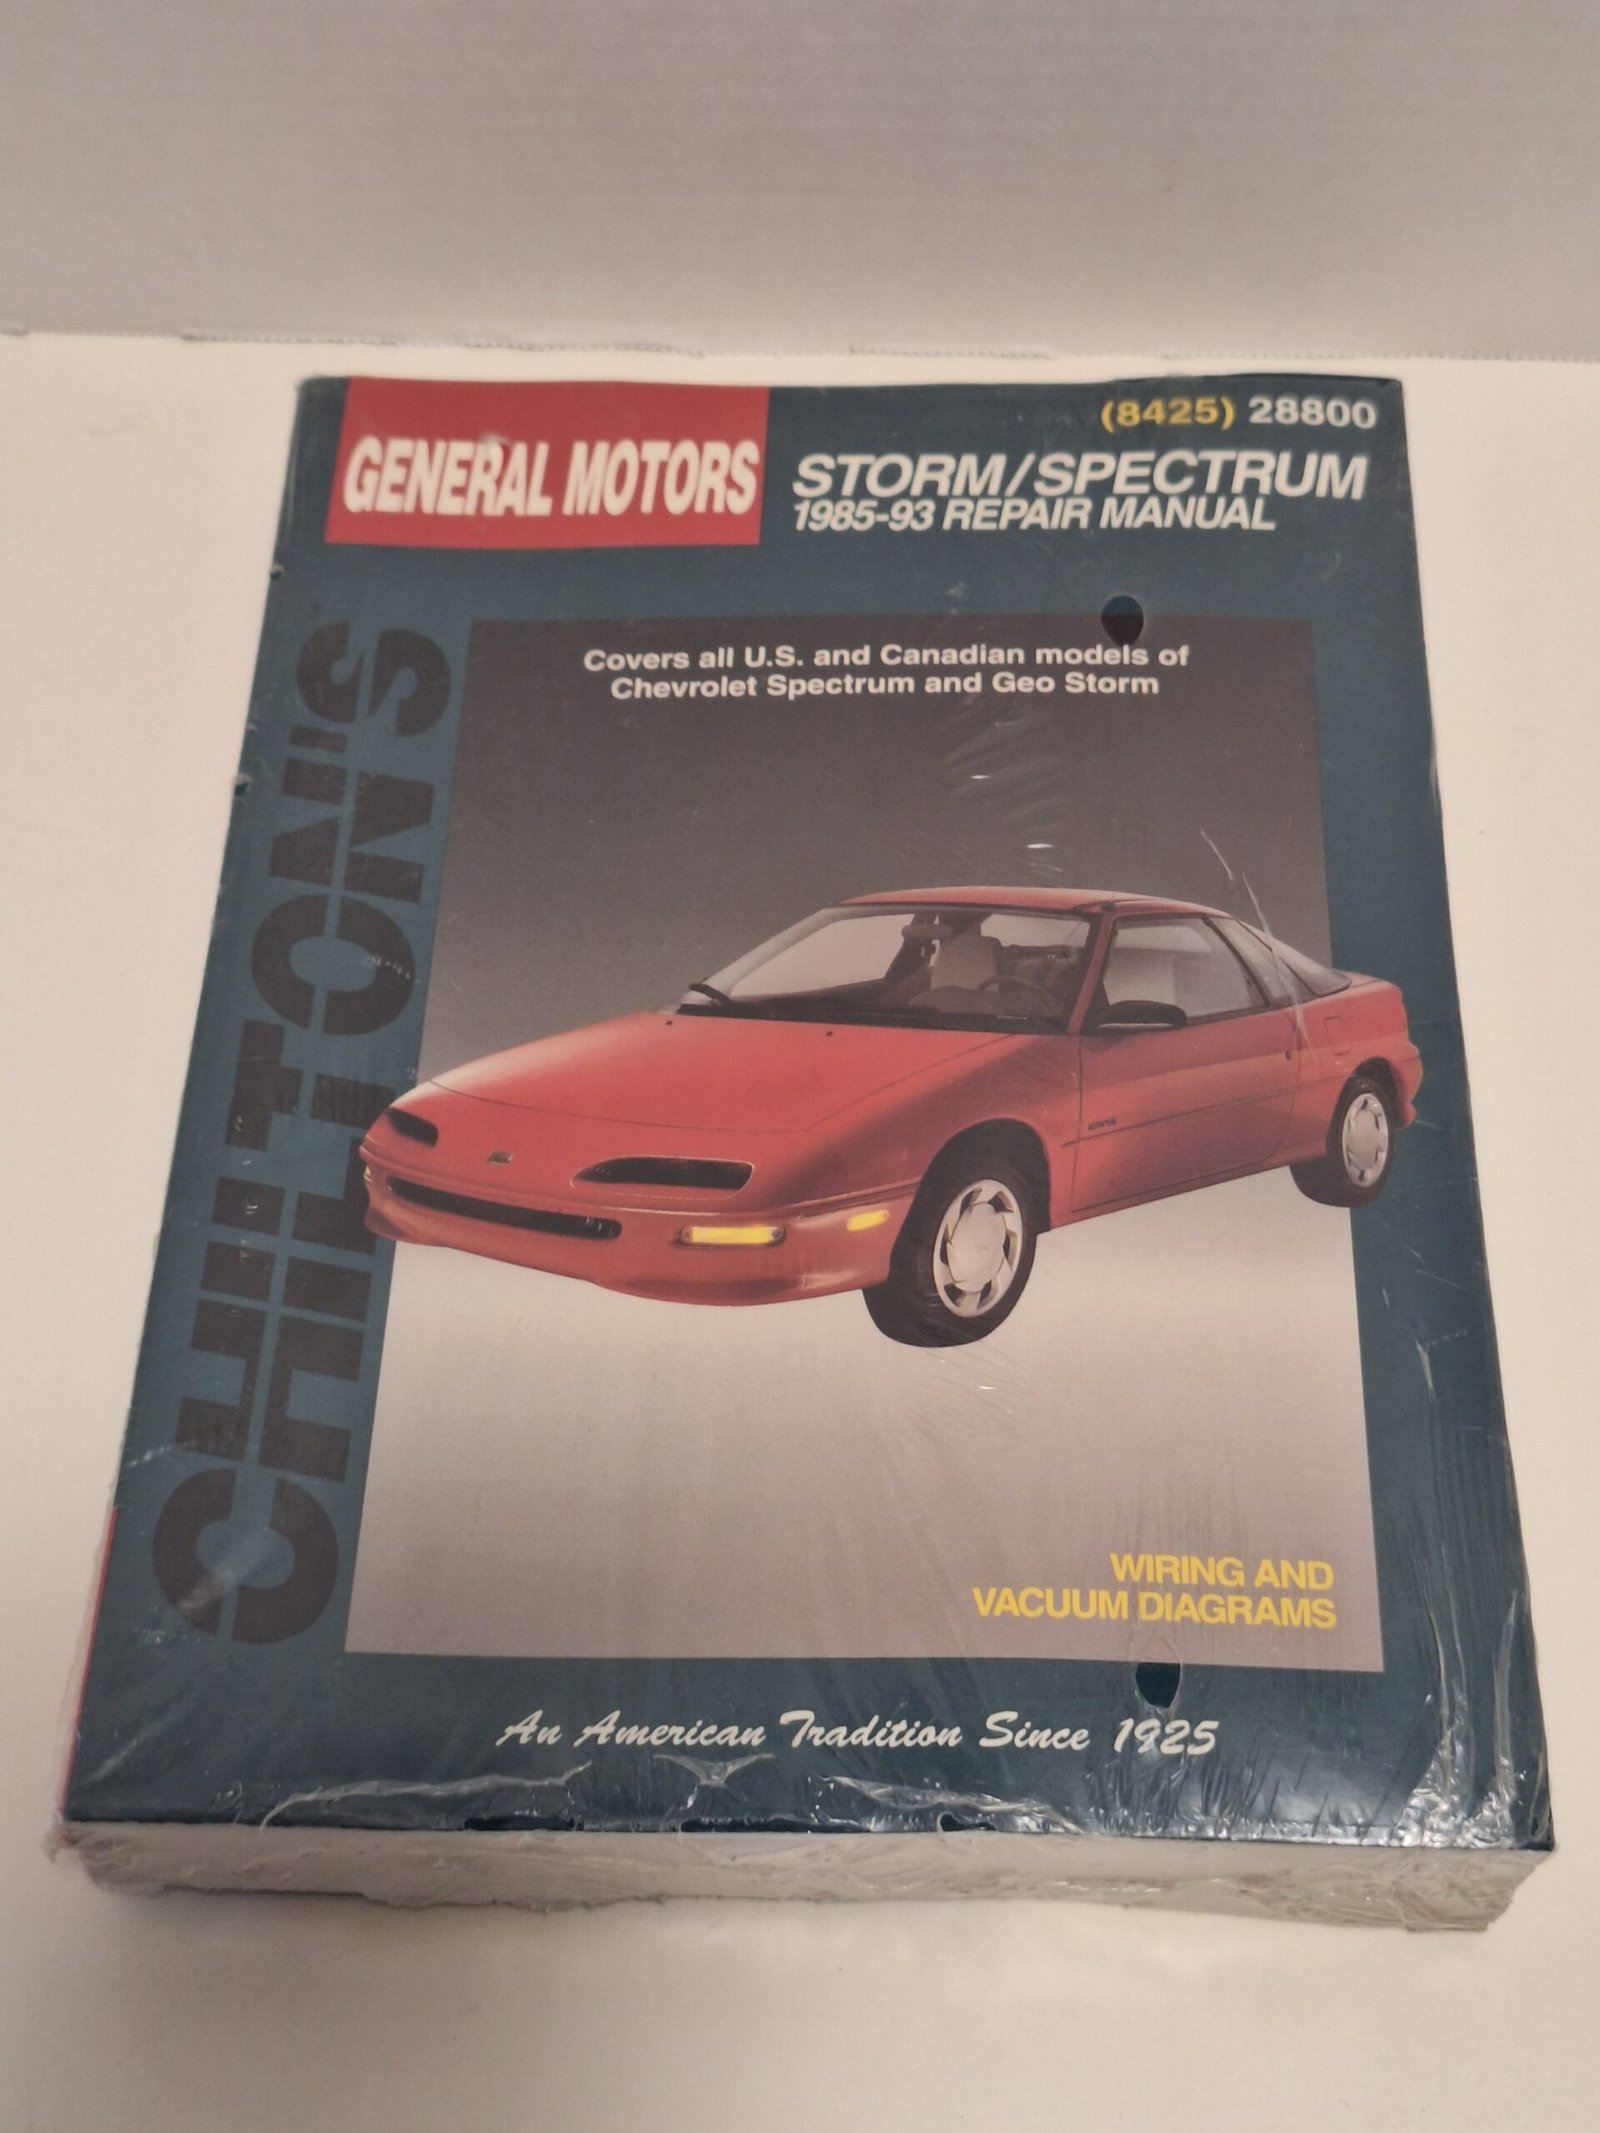 (8425) 28800
GENERAL MOTORS
STORM/SPECTRUM
1985-93 REPAIR MANUAL
Covers all U.S. and Canadian models of
Chevrolet Spectrum and Geo Storm
CHILTON'S
WIRING AND
VACUUM DIAGRAMS
An American Tradition Since 1925